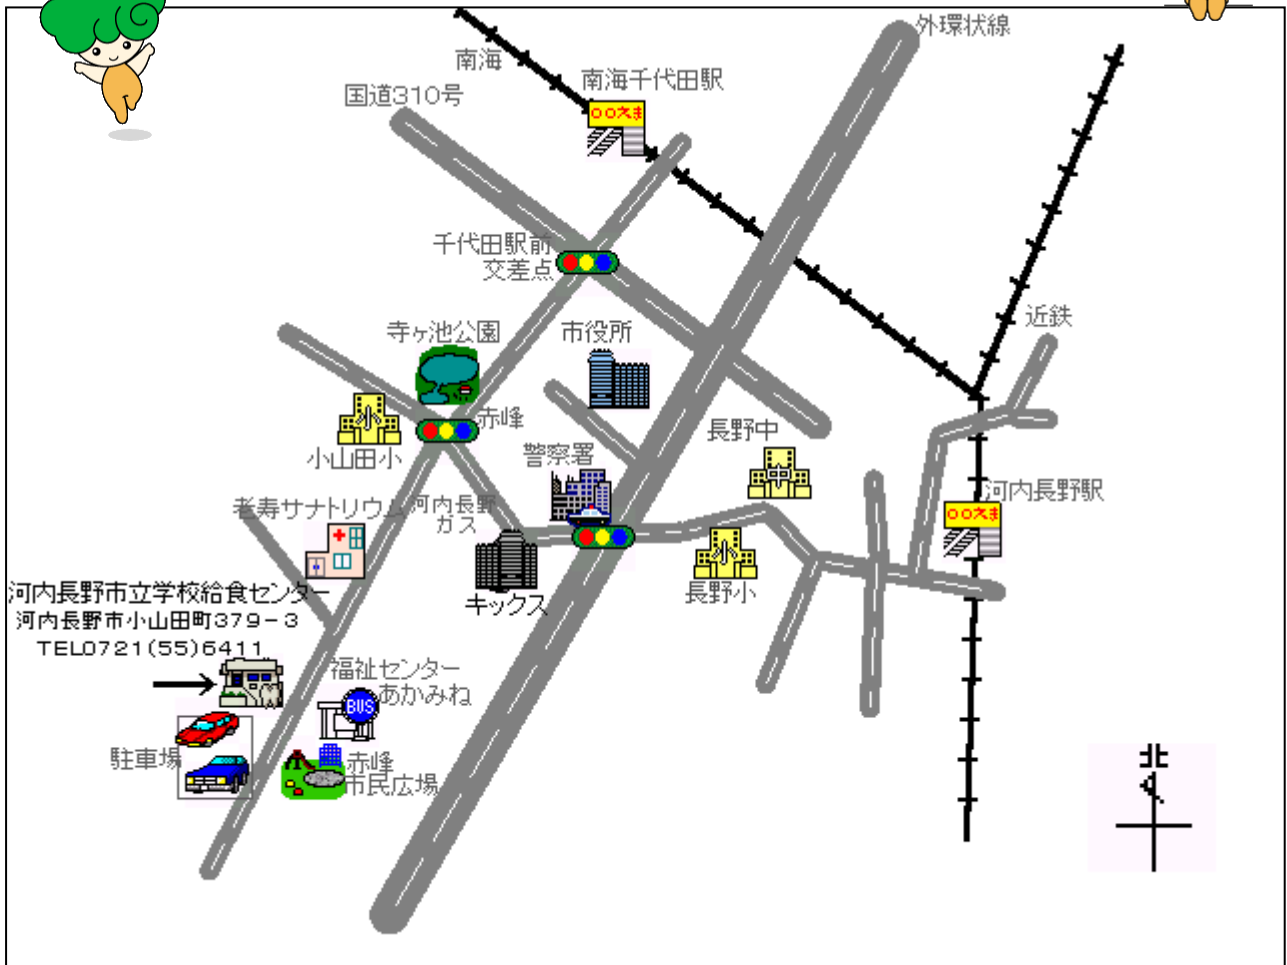 外環状線
南海
南海千代田駅
〇〇えき
国道310号
千代田駅前
交差点
近鉄
寺ヶ池公園
市役所
赤峰
小
長野中
中
小山田小
警察署
河内長野駅
〇〇えき
老寿サナトリウム
河内長野
ガス
小
長野小
キックス
河内長野市立学校給食センター
河内長野市小山田町379-3
TEL0721(55)6411
福祉センター
あかみね
BUS
駐車場
赤峰
市民広場
北